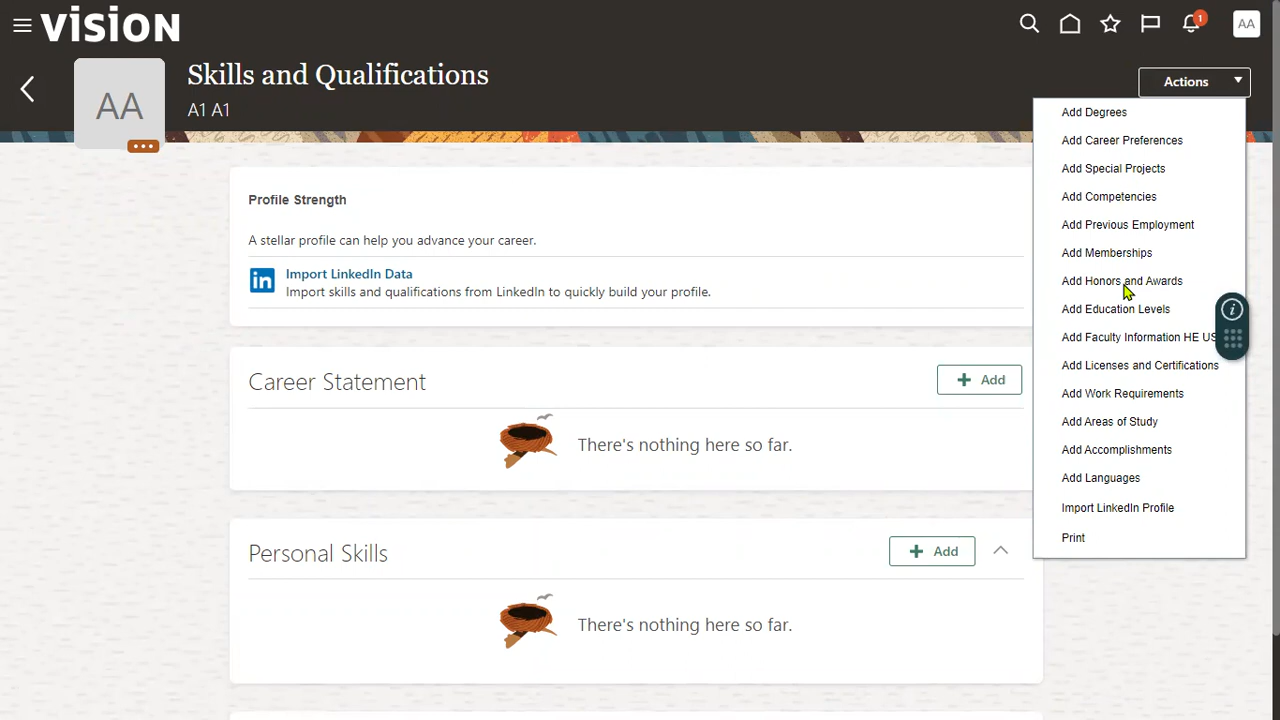 vision
1
AA
AA
Skills and Qualifications
A1 A1
Actions
Add Degrees
Add Career Preferences
Add Special Projects
Add Competencies
Add Previous Employment
Add Memberships
Add Honors and Awards
Add Education Levels
Add Faculty Information HE US
Add Licenses and Certifications
Add Work Requirements
Add Areas of Study
Add Accomplishments
Add Languages
Import LinkedIn Profile
Print
Profile Strength
A stellar profile can help you advance your career.
in
Import LinkedIn Data
Import skills and qualifications from LinkedIn to quickly build your profile.
Career Statement
Add
There's nothing here so far.
Personal Skills
Add
There's nothing here so far.